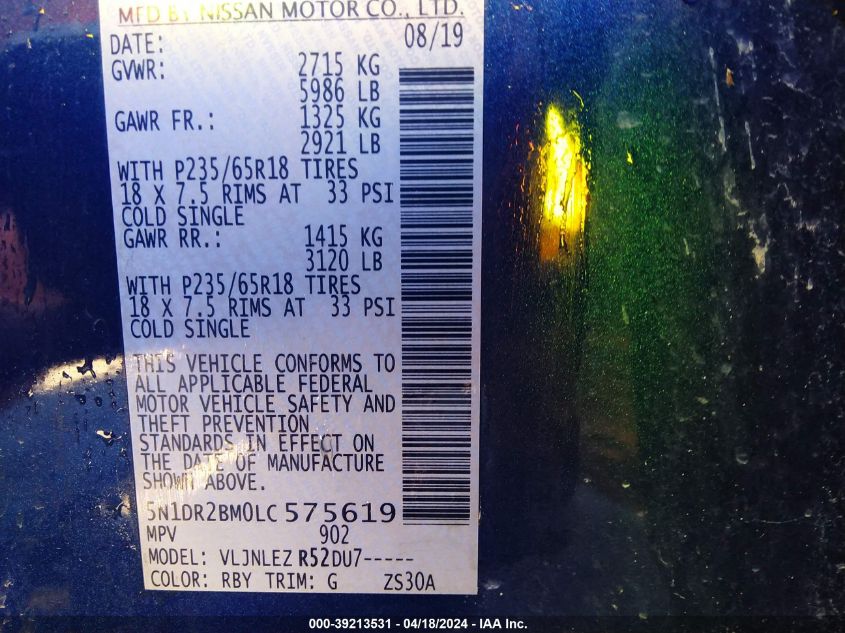 MFD BY NISSAN MOTOR CO., LTD.
DATE: 08/19
GVWR: 2715 KG
5986 LB
GAWR FR.: 1325 KG
2921 LB
WITH P235/65R18 TIRES
18 X 7.5 RIMS AT 33 PSI
COLD SINGLE
GAWR RR.: 1415 KG
3120 LB
WITH P235/65R18 TIRES
18 X 7.5 RIMS AT 33 PSI
COLD SINGLE
THIS VEHICLE CONFORMS TO
ALL APPLICABLE FEDERAL
MOTOR VEHICLE SAFETY AND
THEFT PREVENTION
STANDARDS IN EFFECT ON
THE DATE OF MANUFACTURE
SHOWN ABOVE.
5N1DR2BM0LC575619
MPV 902
MODEL: VLJNLEZ R52DU7-----
COLOR: RBY TRIM: G ZS30A
000-39213531 - 04/18/2024 - IAA Inc.